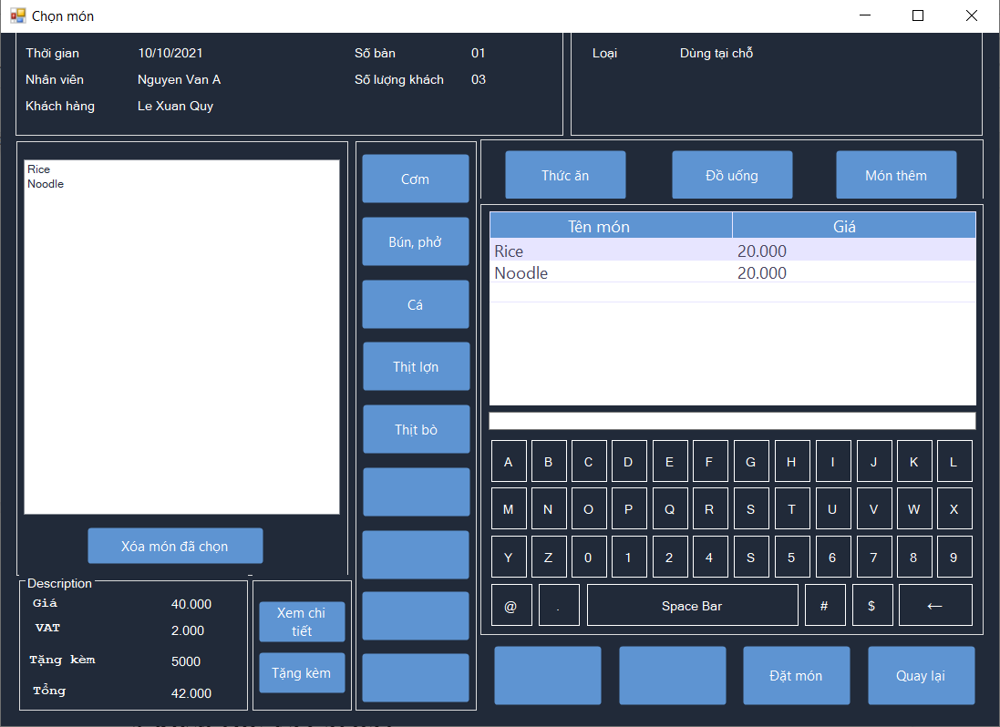 Chọn món
Thời gian 10/10/2021 Số bàn 01
Nhân viên Nguyen Van A Số lượng khách 03
Khách hàng Le Xuan Quy
Loại Dùng tại chỗ
Rice
Noodle
Xóa món đã chọn
Description
Giá 40.000
VAT 2.000
Tặng kèm 5000
Tổng 42.000
Xem chi
tiết
Tặng kèm
Cơm
Bún, phở
Cá
Thịt lợn
Thịt bò
Thức ăn Đồ uống Món thêm
Tên món Giá
Rice 20.000
Noodle 20.000
A B C D E F G H I J K L
M N O P Q R S T U V W X
Y Z 0 1 2 4 S 5 6 7 8 9
@ . Space Bar # $ ←
Đặt món Quay lại